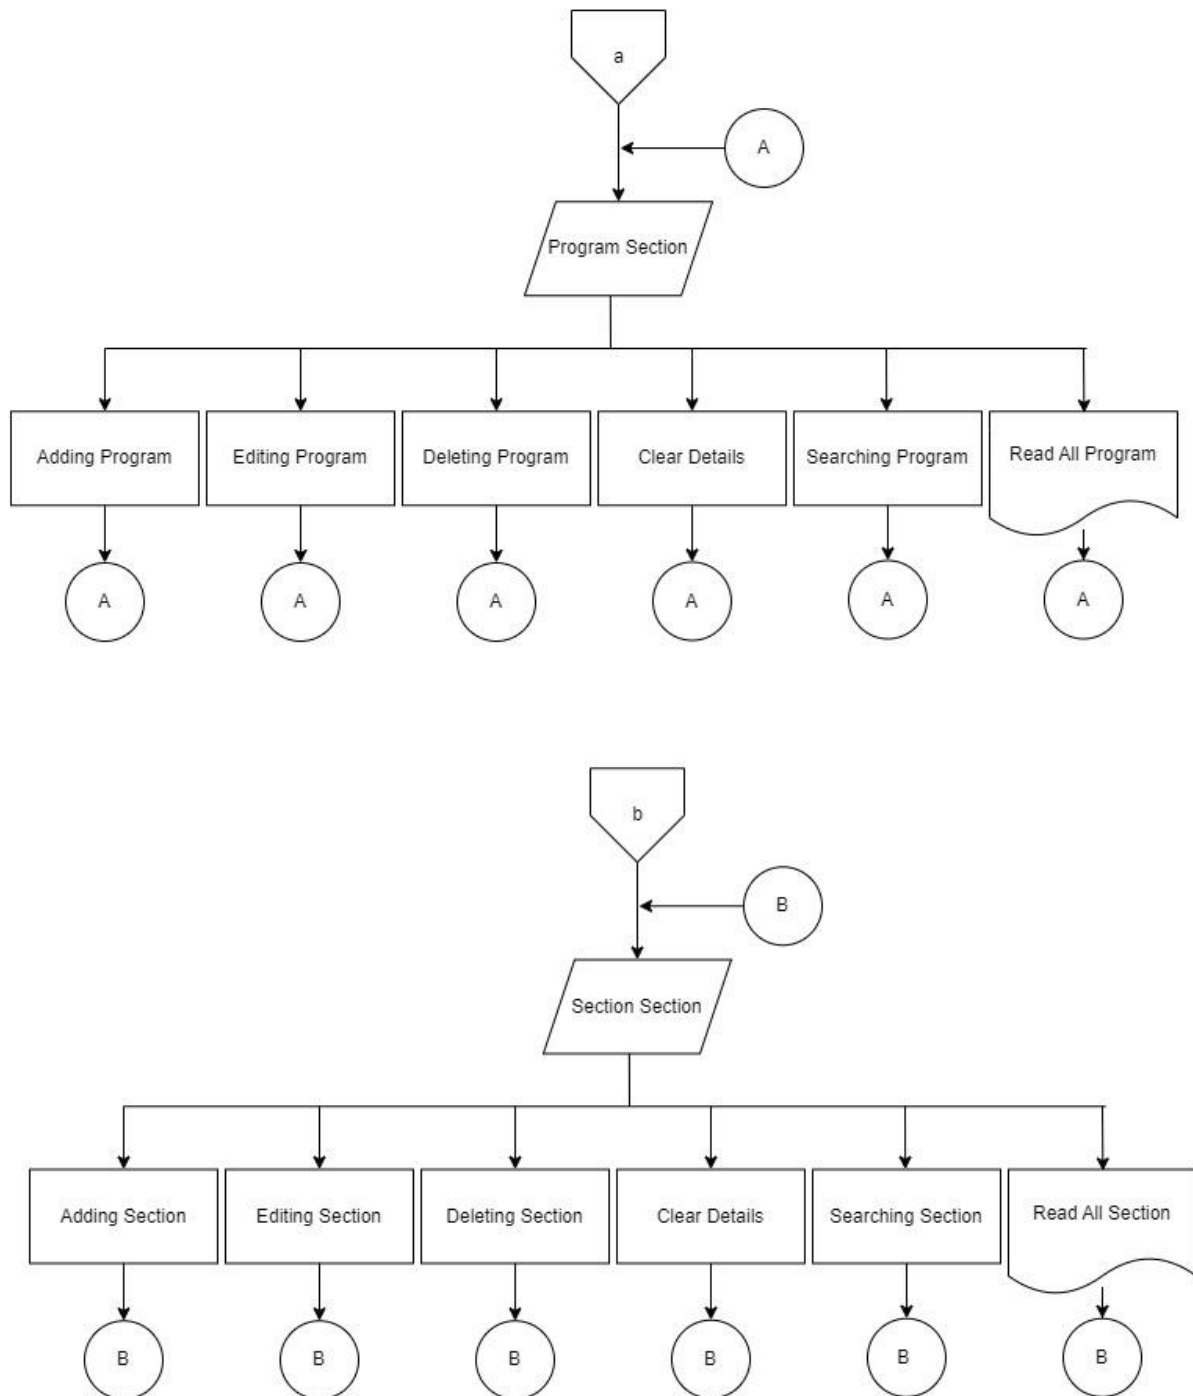 a
A
Program Section
Adding Program
Editing Program
Deleting Program
Clear Details
Searching Program
Read All Program
A
A
A
A
A
A
b
B
Section Section
Adding Section
Editing Section
Deleting Section
Clear Details
Searching Section
Read All Section
B
B
B
B
B
B